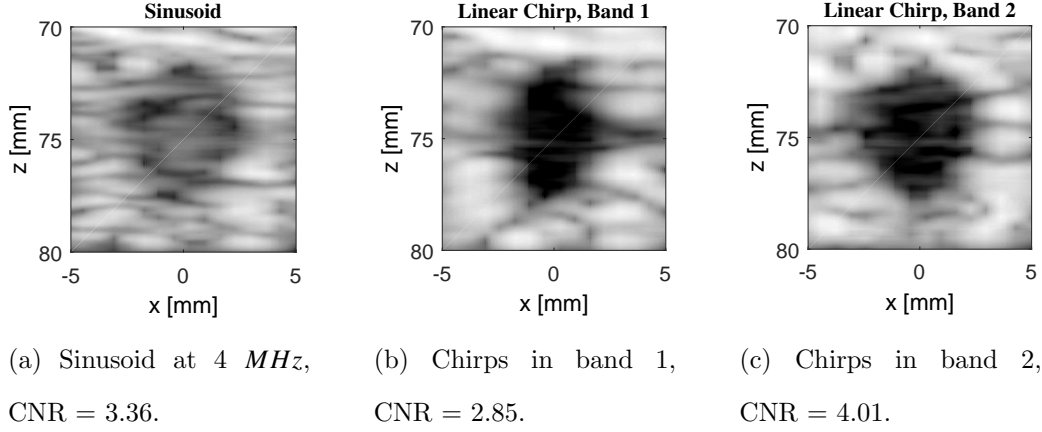 Sinusoid
70
75
80
z [mm]
-5 0 5
x [mm]
Linear Chirp, Band 1
70
75
80
z [mm]
-5 0 5
x [mm]
Linear Chirp, Band 2
70
75
80
z [mm]
-5 0 5
x [mm]
(a) Sinusoid at 4 MHz,
CNR = 3.36.
(b) Chirps in band 1,
CNR = 2.85.
(c) Chirps in band 2,
CNR = 4.01.